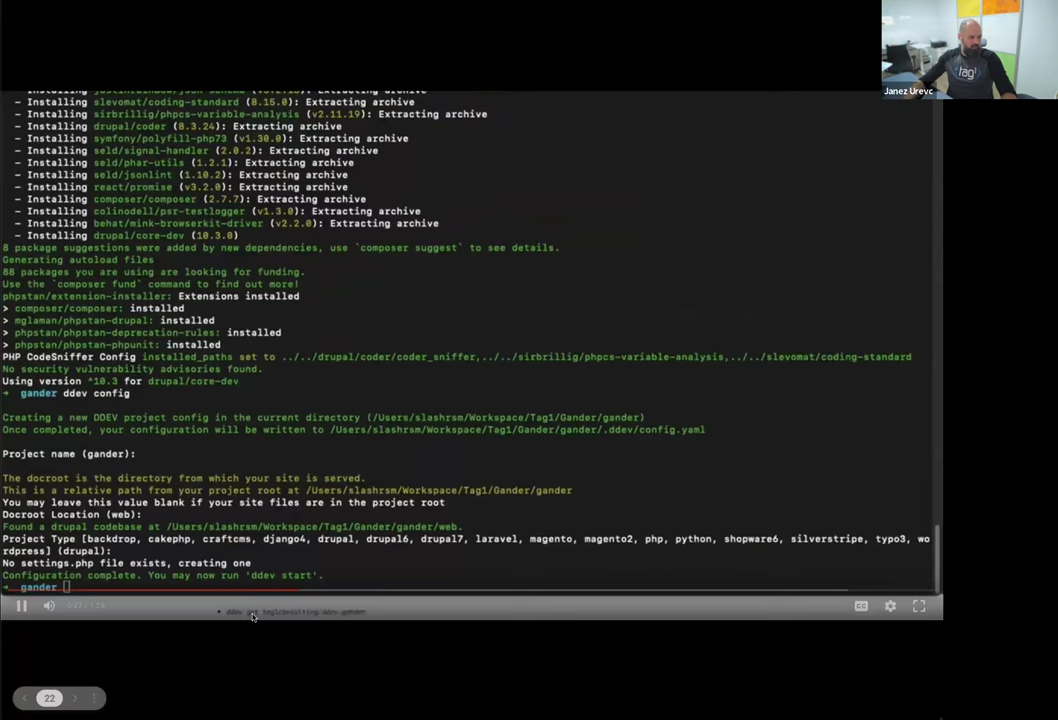 - Installing slevomat/coding-standard (8.15.0): Extracting archive
- Installing sirbrillig/phpcs-variable-analysis (v2.11.19): Extracting archive
- Installing drupal/coder (8.3.24): Extracting archive
- Installing symfony/polyfill-php73 (v1.30.0): Extracting archive
- Installing seld/signal-handler (2.0.2): Extracting archive
- Installing seld/phar-utils (1.2.1): Extracting archive
- Installing seld/jsonlint (1.10.2): Extracting archive
- Installing react/promise (v3.2.0): Extracting archive
- Installing composer/composer (2.7.7): Extracting archive
- Installing colinodell/psr-testlogger (v1.3.0): Extracting archive
- Installing behat/mink-browserkit-driver (v2.2.0): Extracting archive
- Installing drupal/core-dev (10.3.0)
8 package suggestions were added by new dependencies, use `composer suggest` to see details.
Generating autoload files
88 packages you are using are looking for funding.
Use the `composer fund` command to find out more!
phpstan/extension-installer: Extensions installed
> composer/composer: installed
> mglaman/phpstan-drupal: installed
> phpstan/phpstan-deprecation-rules: installed
> phpstan/phpstan-phpunit: installed
PHP CodeSniffer Config installed_paths set to ../../drupal/coder/coder_sniffer,../../sirbrillig/phpcs-variable-analysis,../../slevomat/coding-standard
No security vulnerability advisories found.
Using version ^10.3 for drupal/core-dev
→ gander ddev config
Creating a new DDEV project config in the current directory (/Users/slashrsm/Workspace/Tag1/Gander/gander)
Once completed, your configuration will be written to /Users/slashrsm/Workspace/Tag1/Gander/gander/.ddev/config.yaml
Project name (gander):
The docroot is the directory from which your site is served.
This is a relative path from your project root at /Users/slashrsm/Workspace/Tag1/Gander/gander
You may leave this value blank if your site files are in the project root
Docroot Location (web):
Found a drupal codebase at /Users/slashrsm/Workspace/Tag1/Gander/gander/web.
Project Type [backdrop, cakephp, craftcms, django4, drupal, drupal6, drupal7, laravel, magento, magento2, php, python, shopware6, silverstripe, typo3, wo
rdpress] (drupal):
No settings.php file exists, creating one
Configuration complete. You may now run 'ddev start'.
→ gander
CC
22
tag1
Janez Urevc